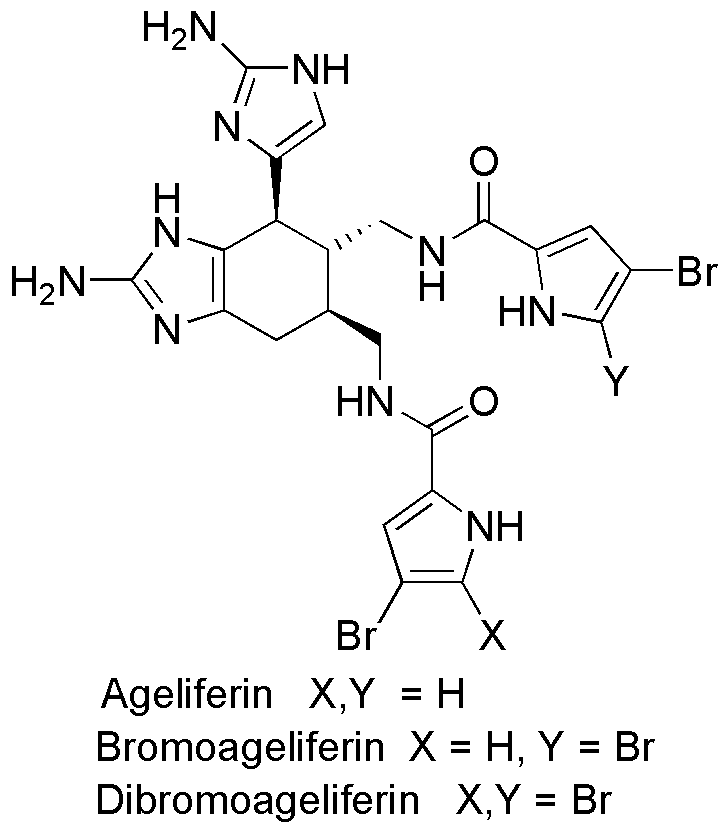 H2N
NH
N
H
N
H2N
N
O
N
H
Br
HN
Y
HN
O
NH
Br
X
Ageliferin X,Y = H
Bromoageliferin X = H, Y = Br
Dibromoageliferin X,Y = Br